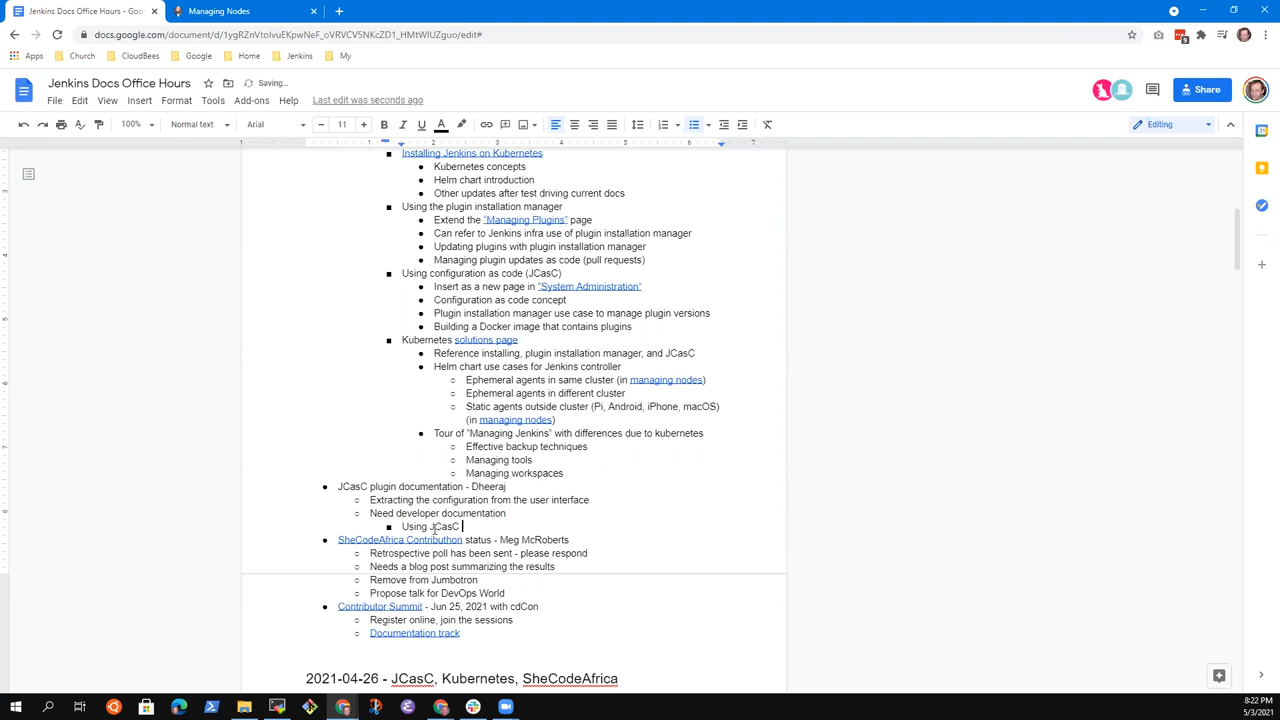 Jenkins Docs Office Hours - Goo
Managing Nodes
docs.google.com/document/d/1ygRZnVtoIvuEKpwNeF_oVRVCV5NKcZD1_HMtWIUZguo/edit#
Apps
Church
CloudBees
Google
Home
Jenkins
My
Jenkins Docs Office Hours
Saving...
File
Edit
View
Insert
Format
Tools
Add-ons
Help
Last edit was seconds ago
Share
100%
Normal text
Arial
11
Editing
1
1
2
3
4
5
6
7
Installing Jenkins on Kubernetes
Kubernetes concepts
Helm chart introduction
Other updates after test driving current docs
Using the plugin installation manager
Extend the "Managing Plugins" page
Can refer to Jenkins infra use of plugin installation manager
Updating plugins with plugin installation manager
Managing plugin updates as code (pull requests)
Using configuration as code (JCasC)
Insert as a new page in "System Administration"
Configuration as code concept
Plugin installation manager use case to manage plugin versions
Building a Docker image that contains plugins
Kubernetes solutions page
Reference installing, plugin installation manager, and JCasC
Helm chart use cases for Jenkins controller
Ephemeral agents in same cluster (in managing nodes)
Ephemeral agents in different cluster
Static agents outside cluster (Pi, Android, iPhone, macOS)
(in managing nodes)
Tour of "Managing Jenkins" with differences due to kubernetes
Effective backup techniques
Managing tools
Managing workspaces
JCasC plugin documentation - Dheeraj
Extracting the configuration from the user interface
Need developer documentation
Using JCasC
SheCodeAfrica Contributhon status - Meg McRoberts
Retrospective poll has been sent - please respond
Needs a blog post summarizing the results
Remove from Jumbotron
Propose talk for DevOps World
Contributor Summit - Jun 25, 2021 with cdCon
Register online, join the sessions
Documentation track
2021-04-26 - JCasC, Kubernetes, SheCodeAfrica
8:22 PM
5/3/2021